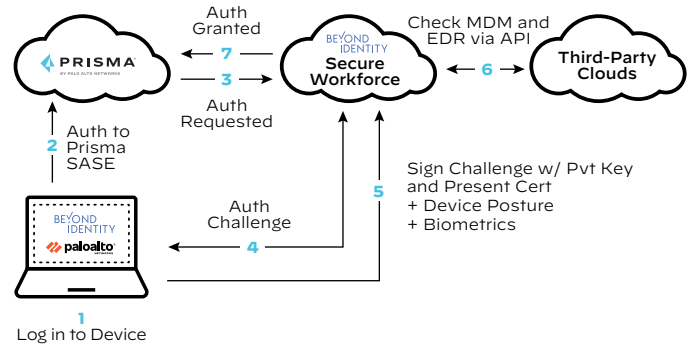 Auth
Granted
7
3
Auth
Requested
PRISMA
BY PALO ALTO NETWORKS
BEYOND
IDENTITY
Secure
Workforce
Check MDM and
EDR via API
6
Third-Party
Clouds
2
Auth to
Prisma
SASE
BEYOND
IDENTITY
paloalto
NETWORKS
Auth
Challenge
4
5
Sign Challenge w/ Pvt Key
and Present Cert
+ Device Posture
+ Biometrics
1
Log in to Device